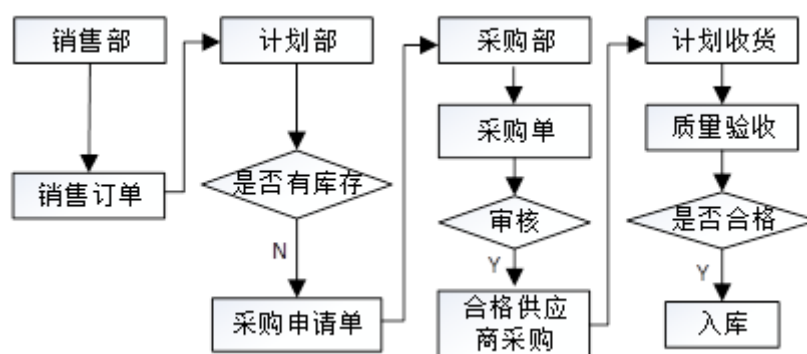 销售部
销售订单
计划部
是否有库存
N
采购申请单
采购部
采购单
审核
Y
合格供应
商采购
计划收货
质量验收
是否合格
Y
入库